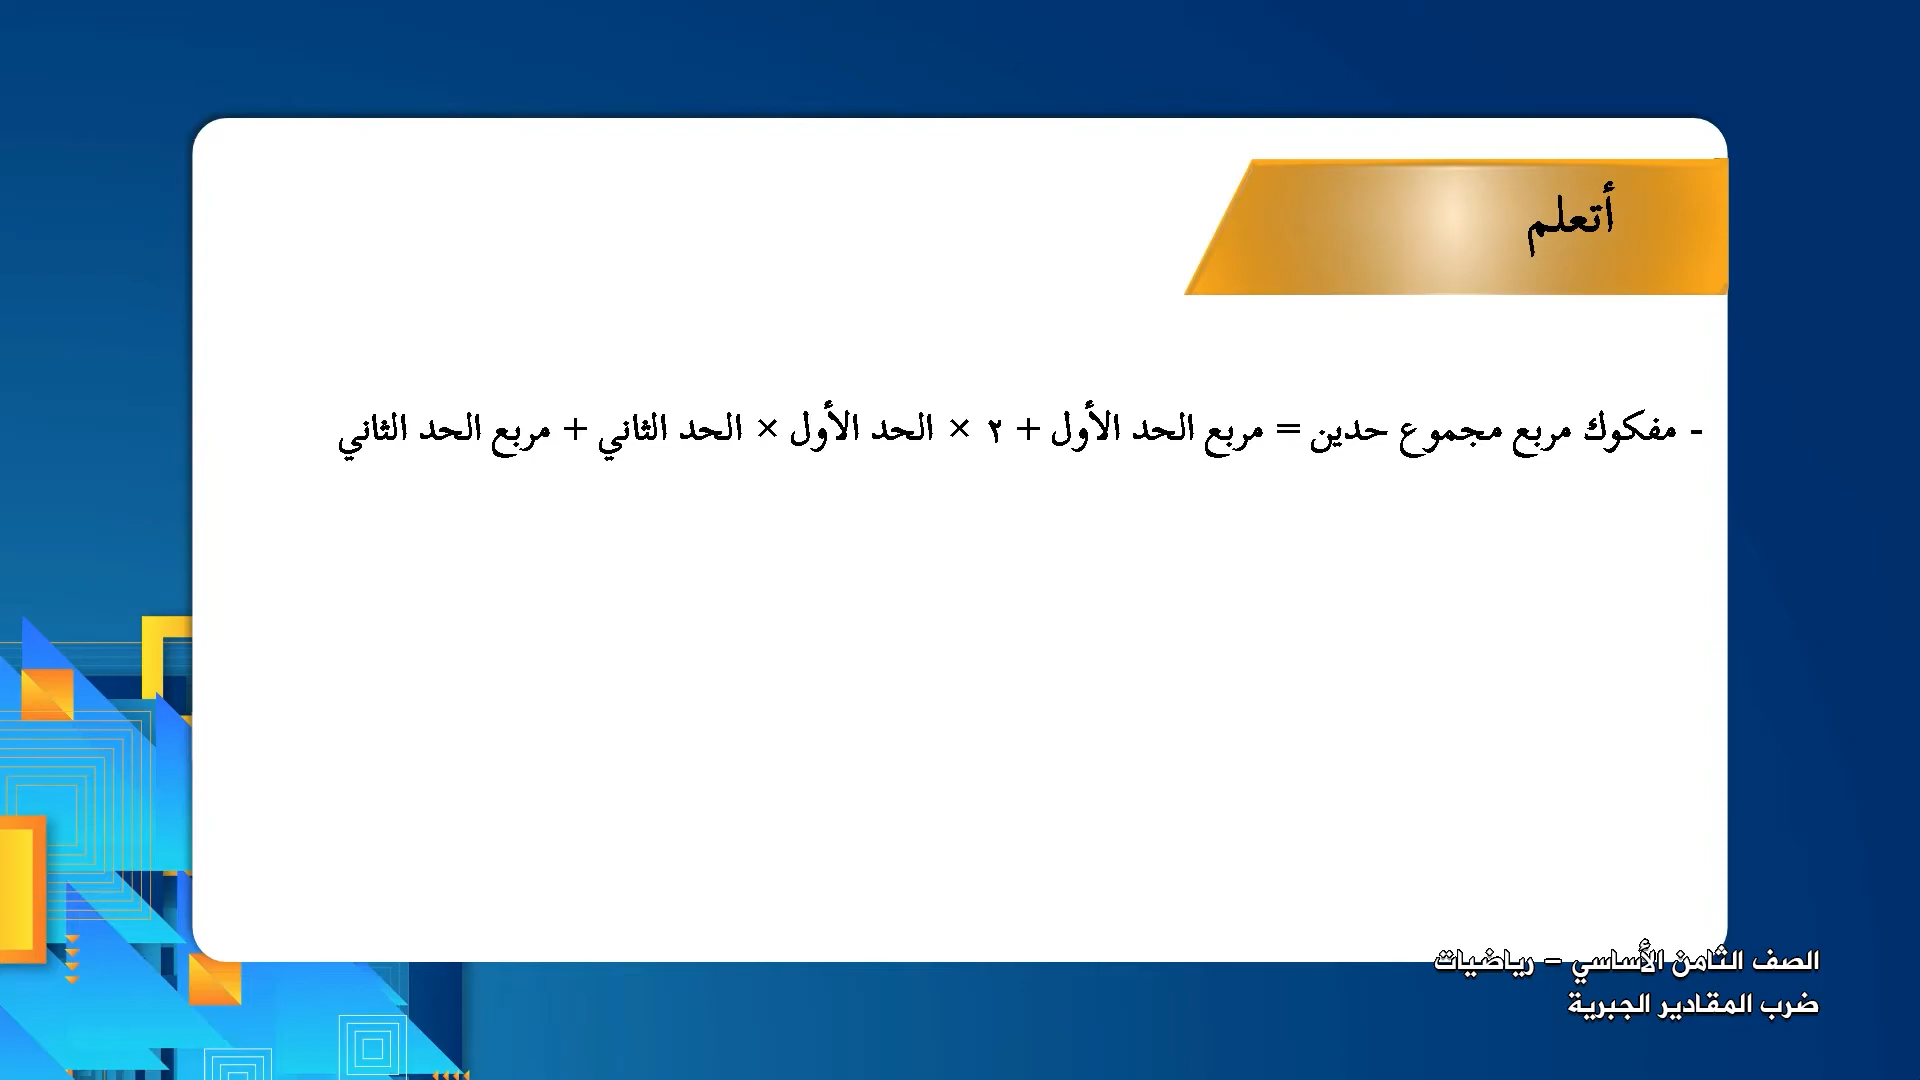 أتعلم
- مفكوك مربع مجموع حدين = مربع الحد الأول + ٢ × الحد الأول × الحد الثاني + مربع الحد الثاني
الصف الثامن الأساسي – رياضيات
ضرب المقادير الجبرية